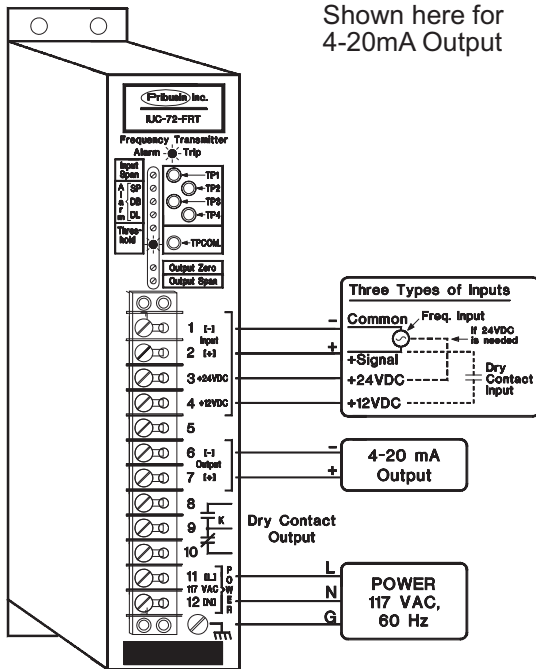 Shown here for
4-20mA Output
Pribusin Inc.
IUC-72-FRT
Frequency Transmitter
Alarm Trip
Input
Span
Alarm
SP
DB
DL
Thres-
hold
TP1
TP2
TP3
TP4
TPCOM.
Output Zero
Output Span
1 [-]
Input
2 [+]
3 +24VDC
4 +12VDC
5
6 [-]
Output
7 [+]
8
9
10
K
Dry Contact
Output
11 [L]
117 VAC
12 [N]
POWER
Three Types of Inputs
- Common
Freq. Input
If 24VDC
is needed
+ +Signal
+24VDC
+12VDC
Dry
Contact
Input
-
+
4-20 mA
Output
L
N
G
POWER
117 VAC,
60 Hz